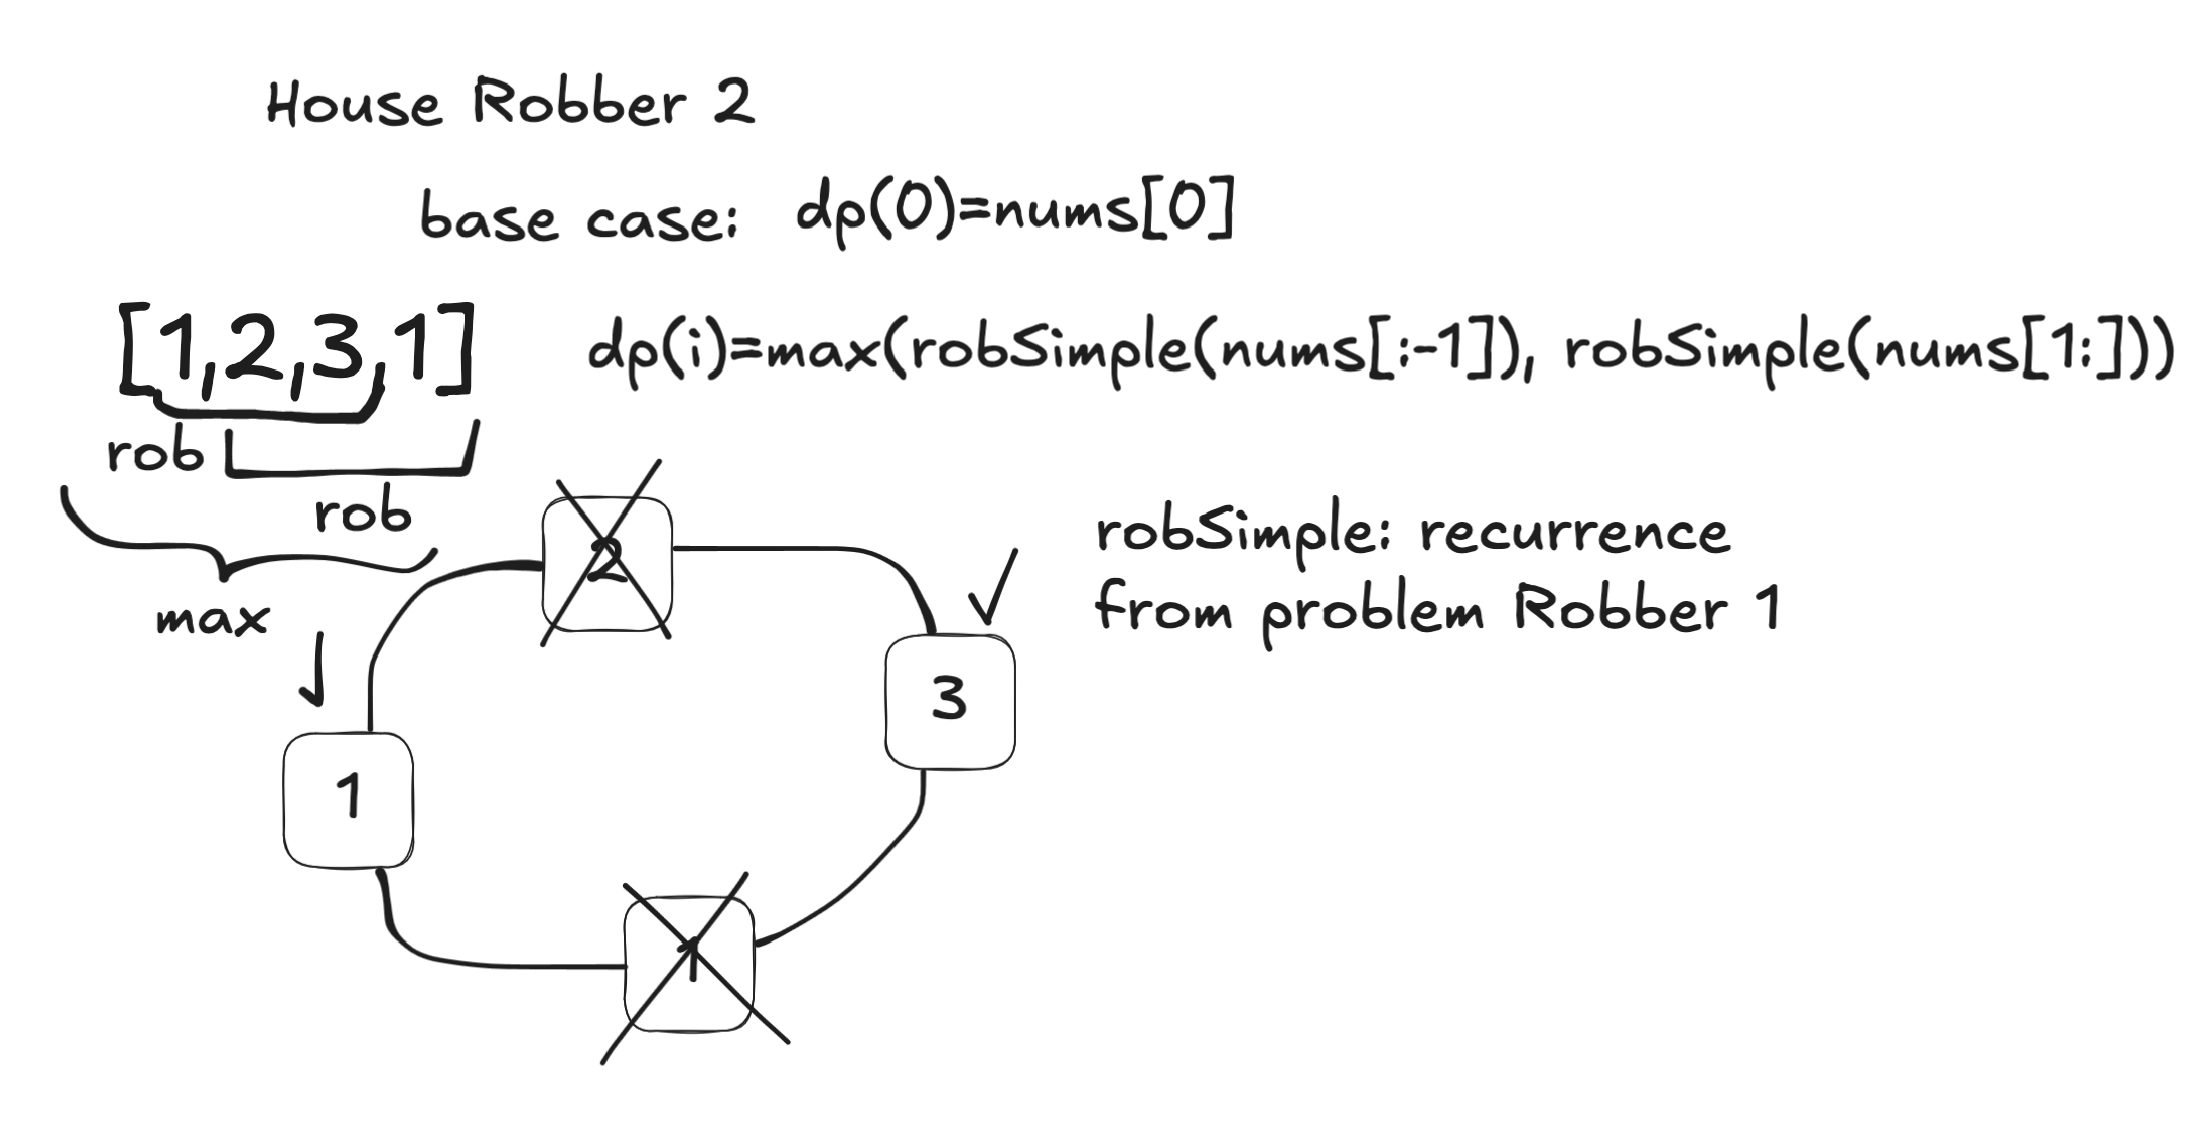 House Robber 2
base case: dp(0)=nums[0]
[1,2,3,1]
dp(i)=max(robSimple(nums[:-1]), robSimple(nums[1:]))
rob
rob
max
robSimple: recurrence
from problem Robber 1
2
3
1
1